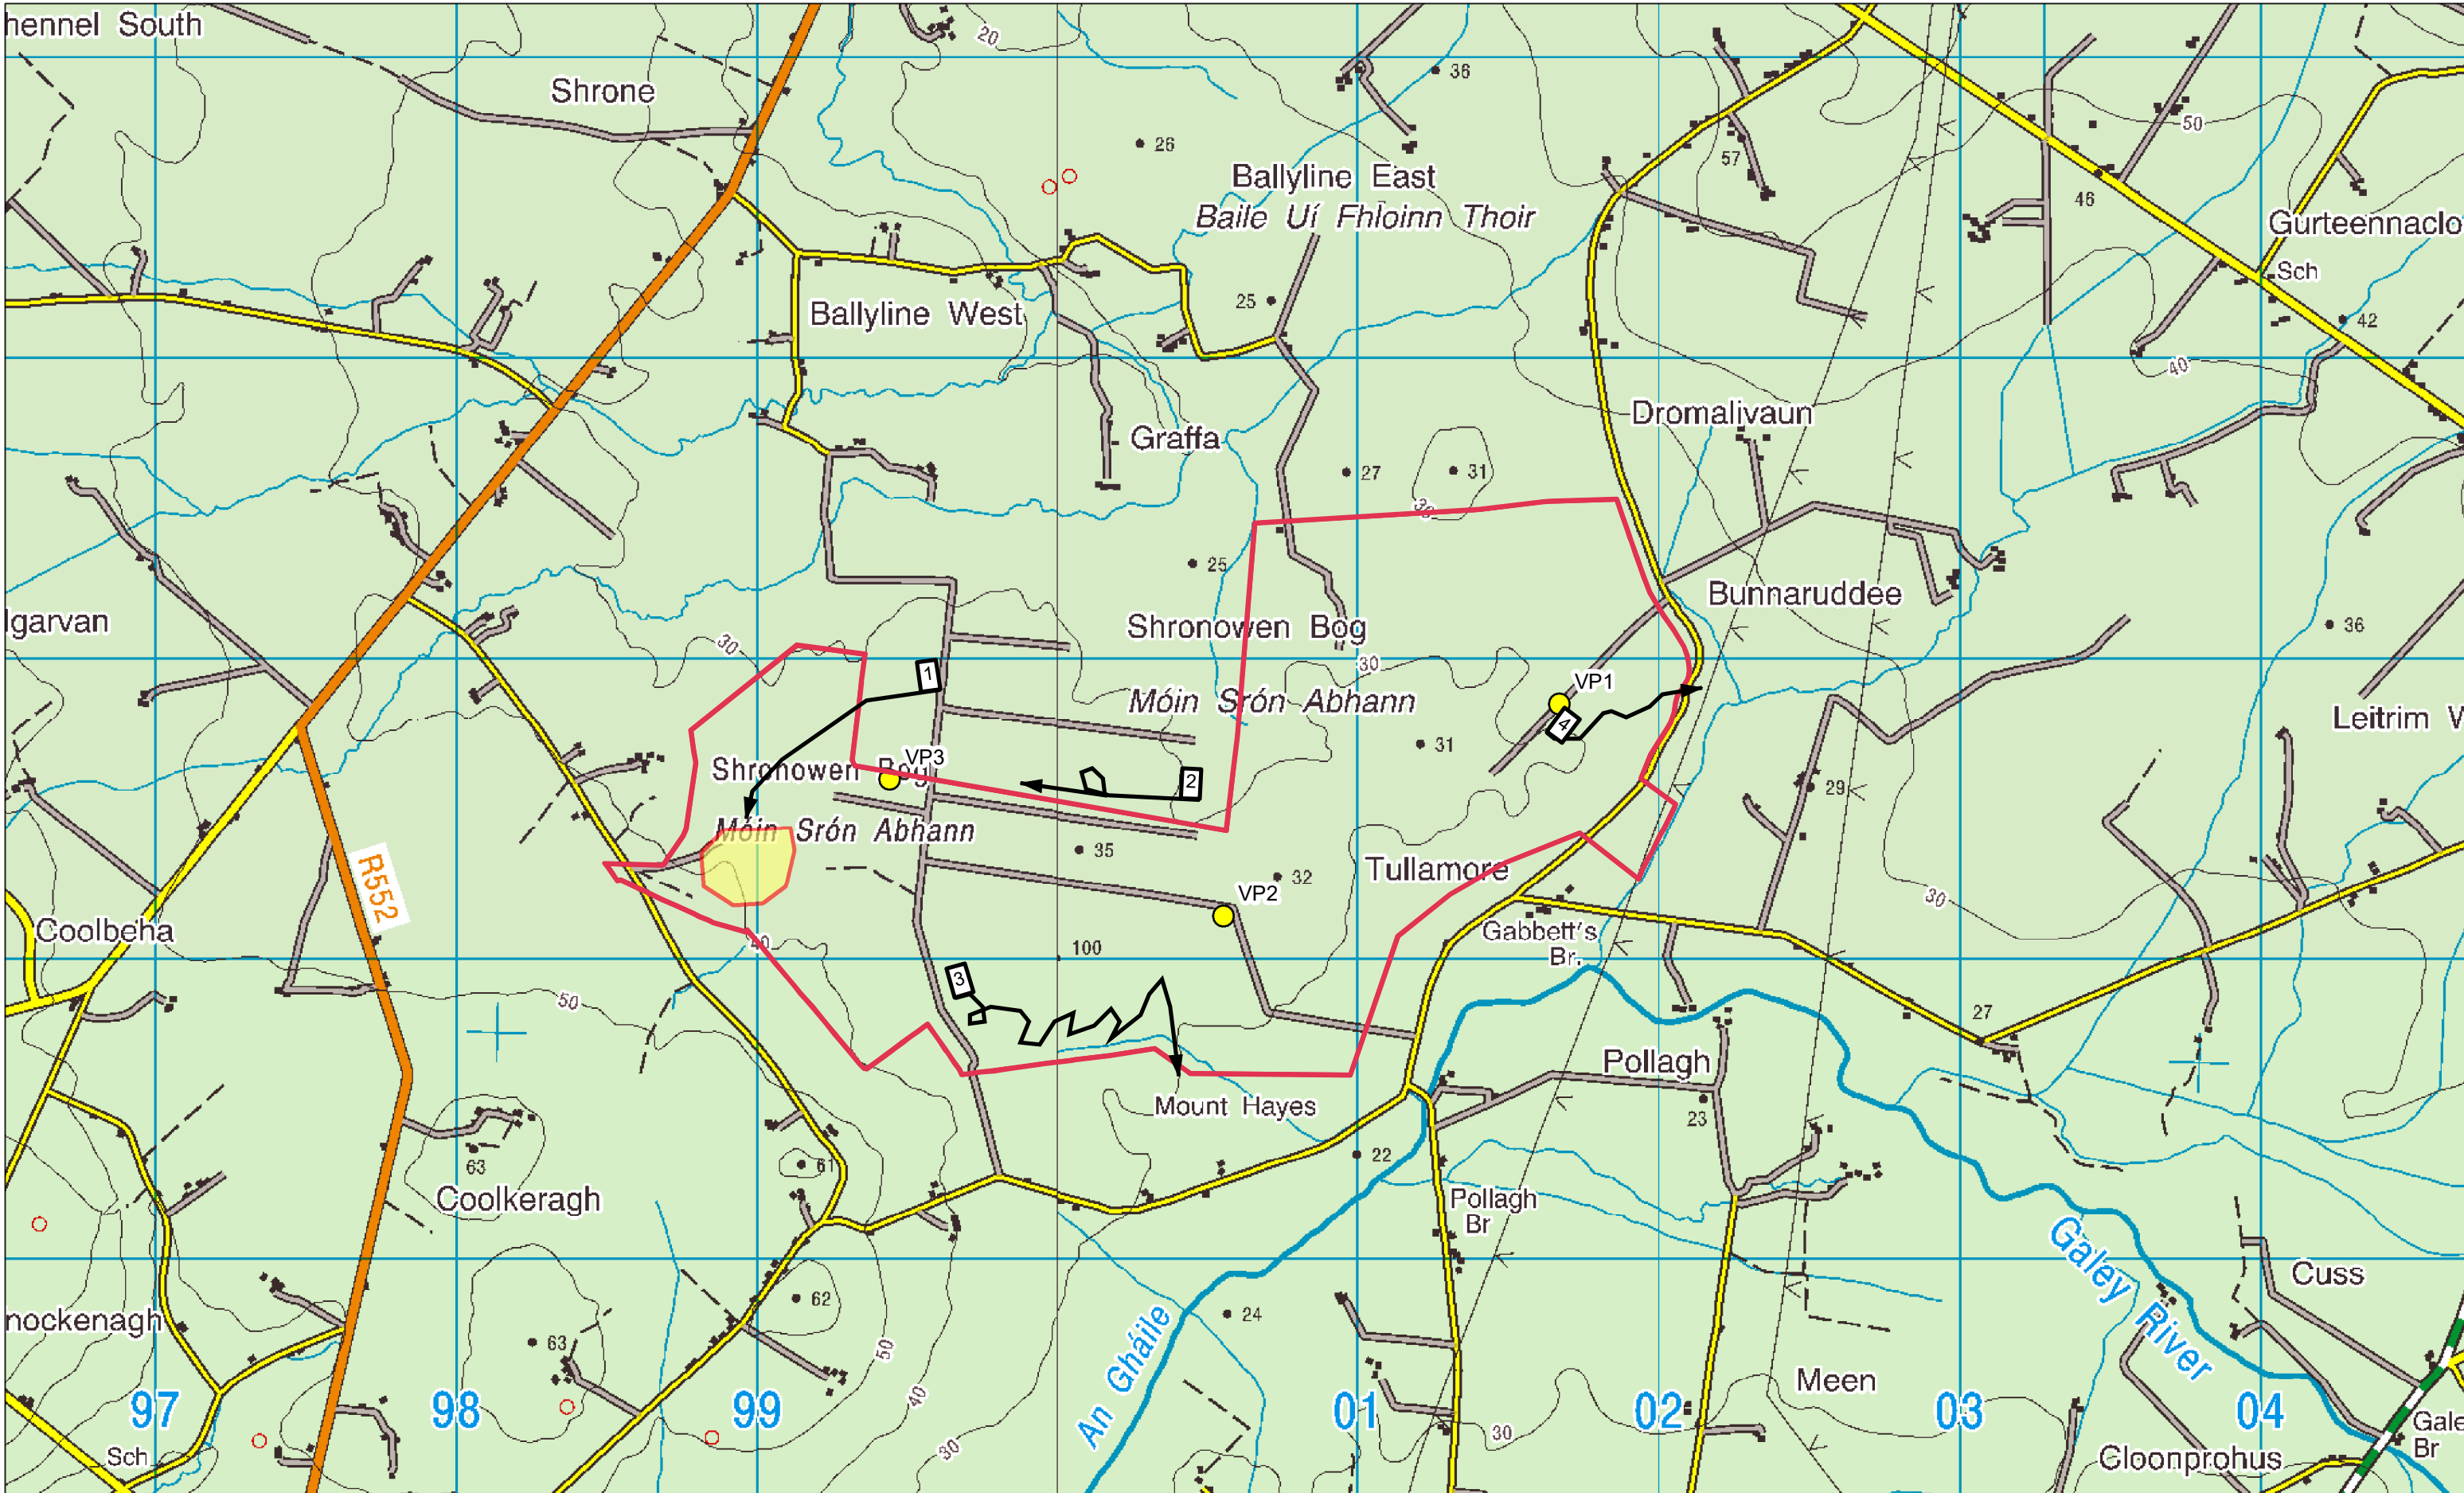 hennel South
20
Shrone
36
26
50
57
Ballyline East
Baile Uí Fhloinn Thoir
46
Gurteennaclo
Sch
25
Ballyline West
42
40
Dromalivaun
Graffa
27
31
30
25
Bunnaruddee
lgarvan
Shronowen Bog
36
30
30
1
VP1
Móin Srón Abhann
4
Leitrim W
31
VP3
Shronowen Bog
2
29
Móin Srón Abhann
35
Tullamore
32
R552
VP2
30
Coolbeha
Gabbett's
Br.
40
100
3
50
27
Pollagh
Mount Hayes
23
22
63
61
Coolkeragh
Pollagh
Br
Galey River
Cuss
62
24
nockenagh
63
50
An Gháile
Meen
40
97
98
99
01
02
03
04
Gale
Br
30
30
Sch
Cloonprohus